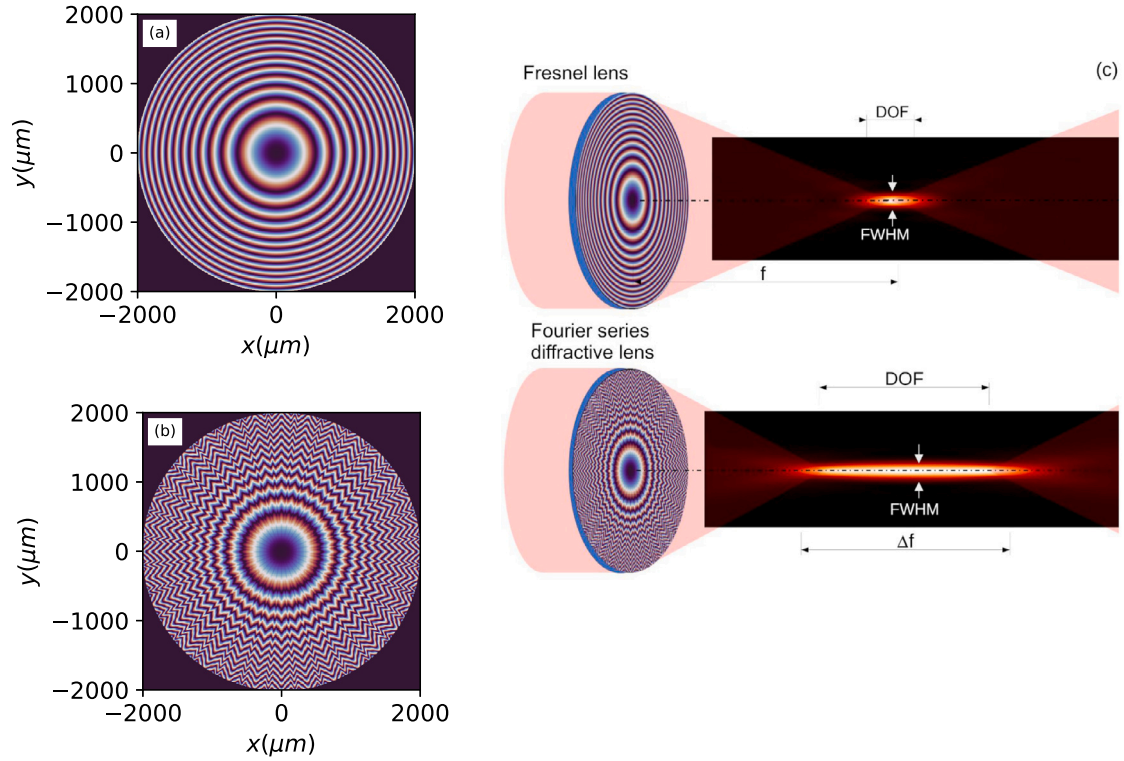 (a)
2000
1000
0
−1000
−2000
y(μm)
−2000
0
2000
x(μm)
(b)
2000
1000
0
−1000
−2000
y(μm)
−2000
0
2000
x(μm)
(c)
Fresnel lens
DOF
FWHM
f
Fourier series
diffractive lens
DOF
FWHM
Δf